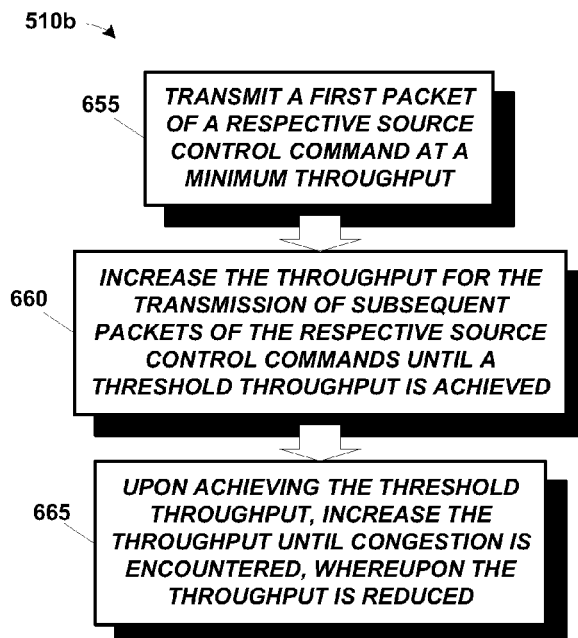 510b
655
TRANSMIT A FIRST PACKET
OF A RESPECTIVE SOURCE
CONTROL COMMAND AT A
MINIMUM THROUGHPUT
660
INCREASE THE THROUGHPUT FOR THE
TRANSMISSION OF SUBSEQUENT
PACKETS OF THE RESPECTIVE SOURCE
CONTROL COMMANDS UNTIL A
THRESHOLD THROUGHPUT IS ACHIEVED
665
UPON ACHIEVING THE THRESHOLD
THROUGHPUT, INCREASE THE
THROUGHPUT UNTIL CONGESTION IS
ENCOUNTERED, WHEREUPON THE
THROUGHPUT IS REDUCED